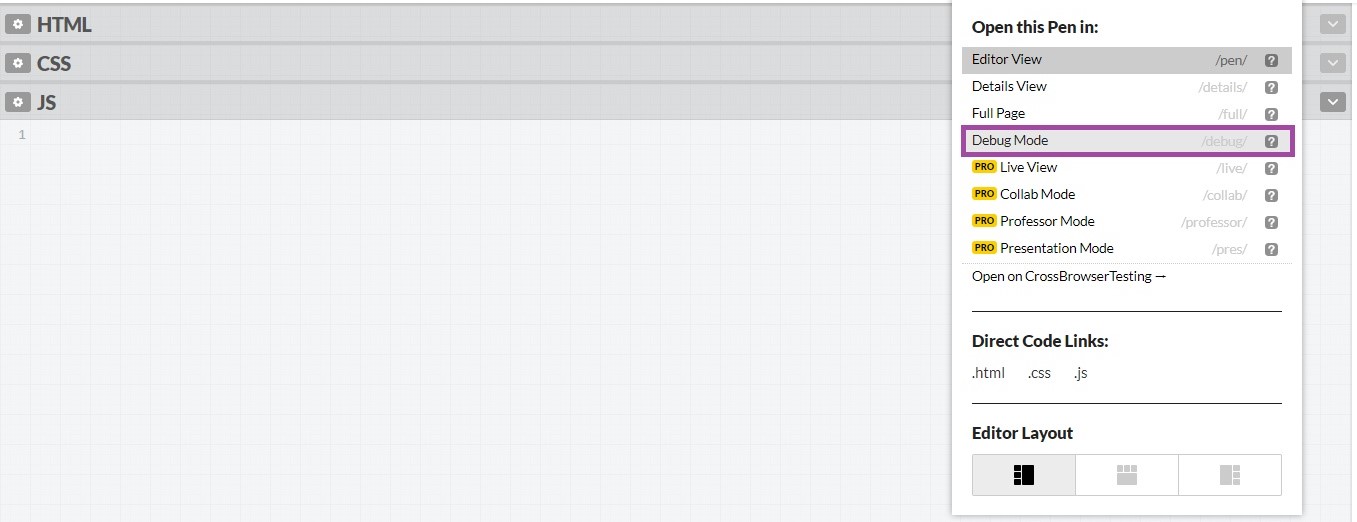 HTML
CSS
JS
1
Open this Pen in:
Editor View /pen/ ?
Details View /details/ ?
Full Page /full/ ?
Debug Mode /debug/ ?
PRO Live View /live/ ?
PRO Collab Mode /collab/ ?
PRO Professor Mode /professor/ ?
PRO Presentation Mode /pres/ ?
Open on CrossBrowserTesting →
Direct Code Links:
.html .css .js
Editor Layout